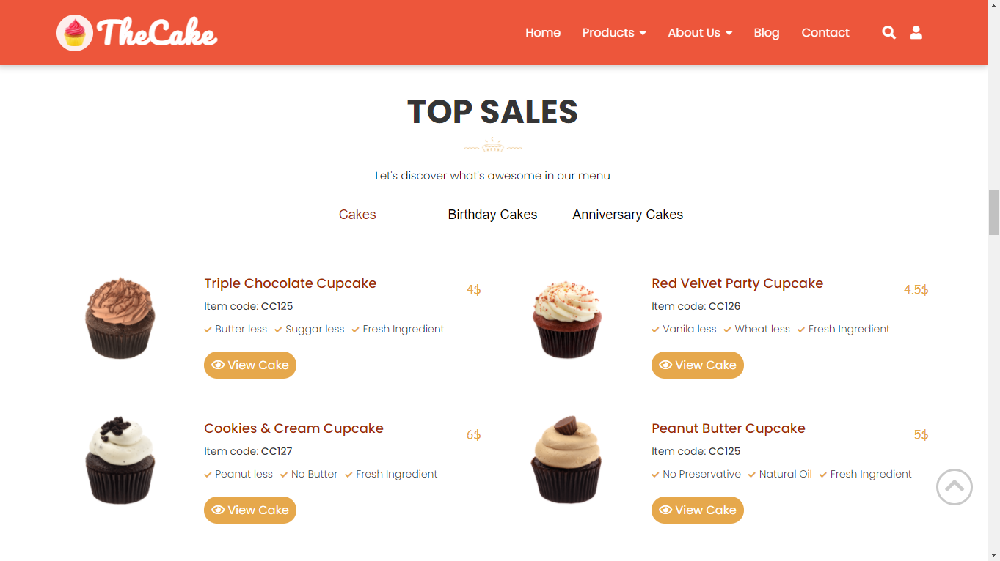 TheCake
Home Products About Us Blog Contact
TOP SALES
Let's discover what's awesome in our menu
Cakes Birthday Cakes Anniversary Cakes
Triple Chocolate Cupcake 4$
Item code: CC125
Butter less Suggar less Fresh Ingredient
View Cake
Red Velvet Party Cupcake 4.5$
Item code: CC126
Vanila less Wheat less Fresh Ingredient
View Cake
Cookies & Cream Cupcake 6$
Item code: CC127
Peanut less No Butter Fresh Ingredient
View Cake
Peanut Butter Cupcake 5$
Item code: CC125
No Preservative Natural Oil Fresh Ingredient
View Cake